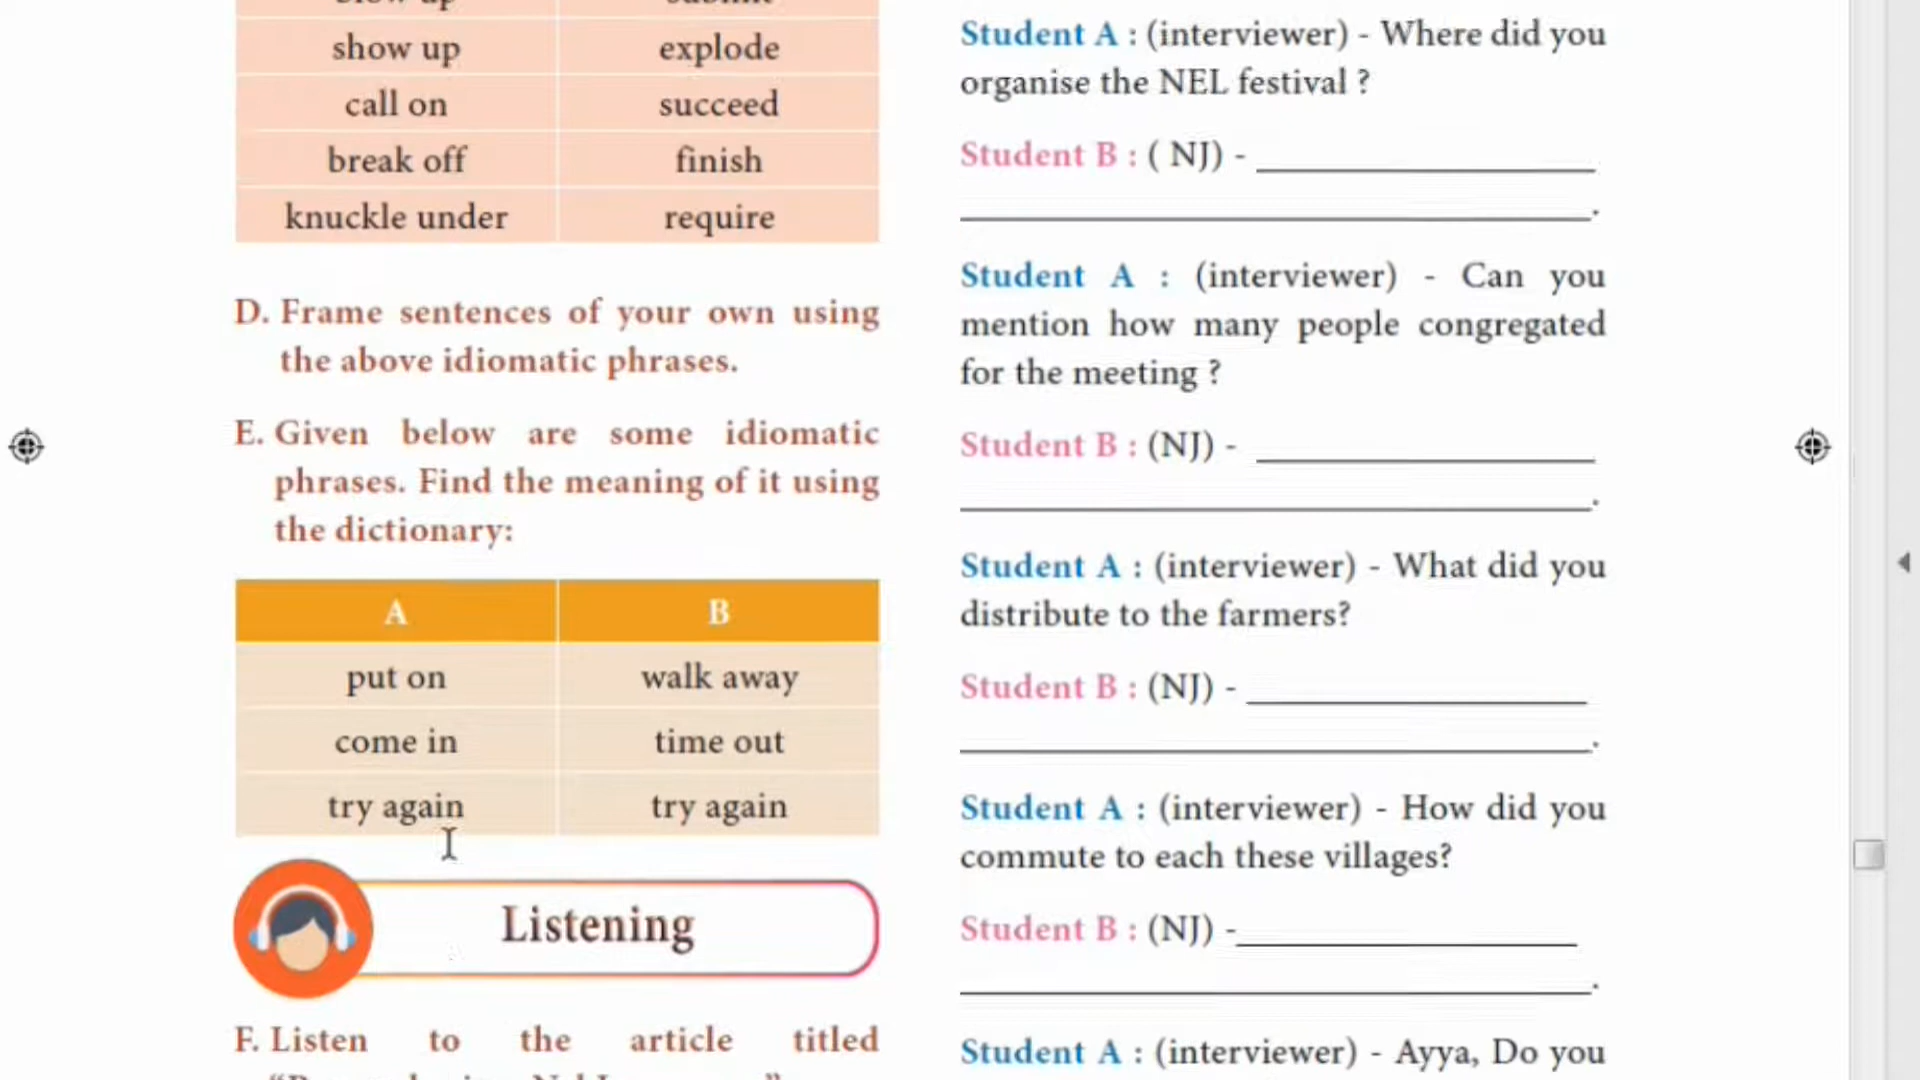 blow up submit
show up explode
call on succeed
break off finish
knuckle under require
D. Frame sentences of your own using
the above idiomatic phrases.
E. Given below are some idiomatic
phrases. Find the meaning of it using
the dictionary:
A B
put on walk away
come in time out
try again try again
Listening
F. Listen to the article titled
Student A : (interviewer) - Where did you
organise the NEL festival ?
Student B : ( NJ) -
.
Student A : (interviewer) - Can you
mention how many people congregated
for the meeting ?
Student B : (NJ) -
.
Student A : (interviewer) - What did you
distribute to the farmers?
Student B : (NJ) -
.
Student A : (interviewer) - How did you
commute to each these villages?
Student B : (NJ) -
.
Student A : (interviewer) - Ayya, Do you